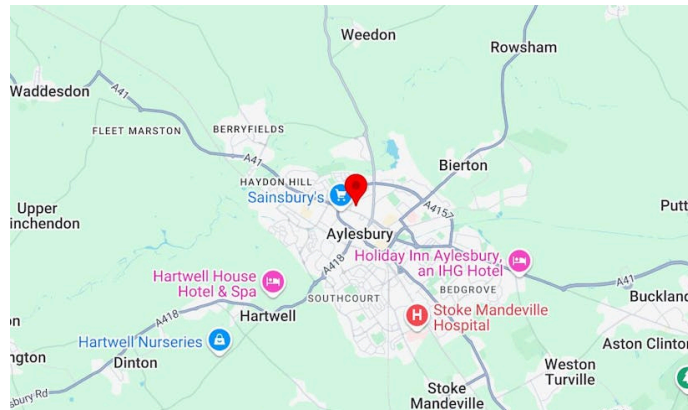 Weedon
Rowsham
A41
Waddesdon
FLEET MARSTON
BERRYFIELDS
A41
Bierton
HAYDON HILL
Sainsbury's
Upper
inchendon
A4157
Putt
Aylesbury
Holiday Inn Aylesbury,
an IHG Hotel
A418
A41
Hartwell House
Hotel & Spa
BEDGROVE
Buckland
SOUTHCOURT
Stoke Mandeville
Hospital
Hartwell
on
A418
Hartwell Nurseries
Aston Clinton
ngton
Dinton
Weston
Turville
sbury Rd
Stoke
Mandeville